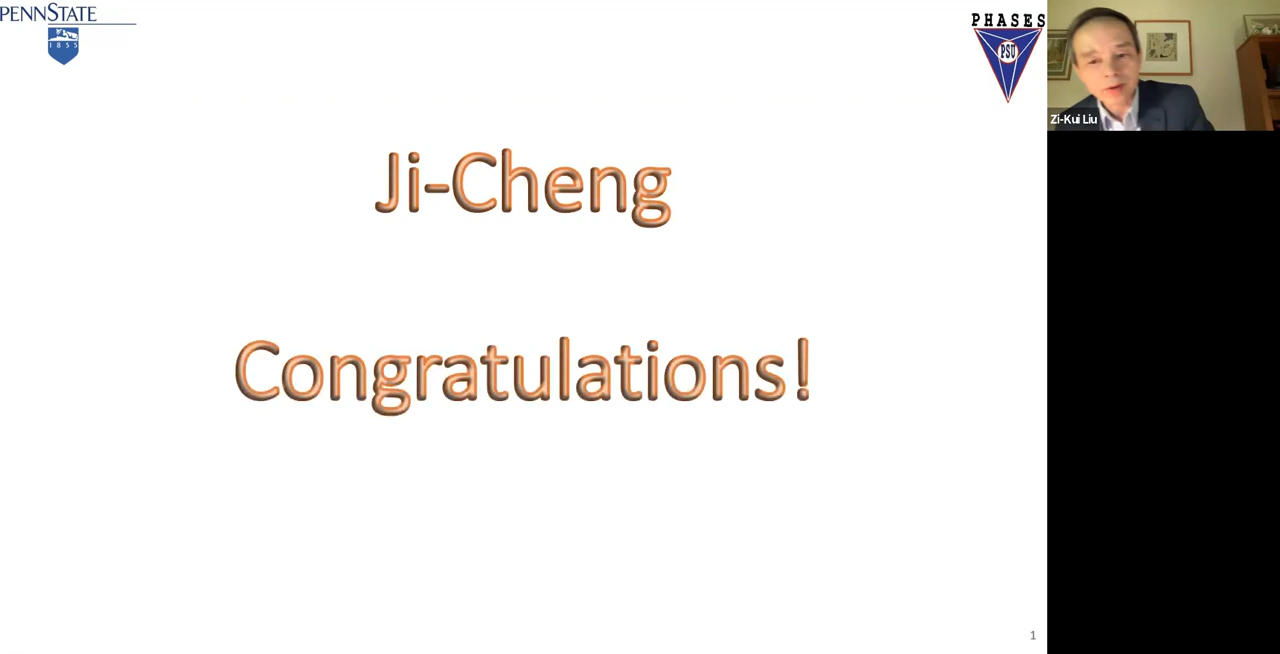 PENNSTATE
1855
PHASES
PSU
Zi-Kui Liu
Ji-Cheng
Congratulations!
1